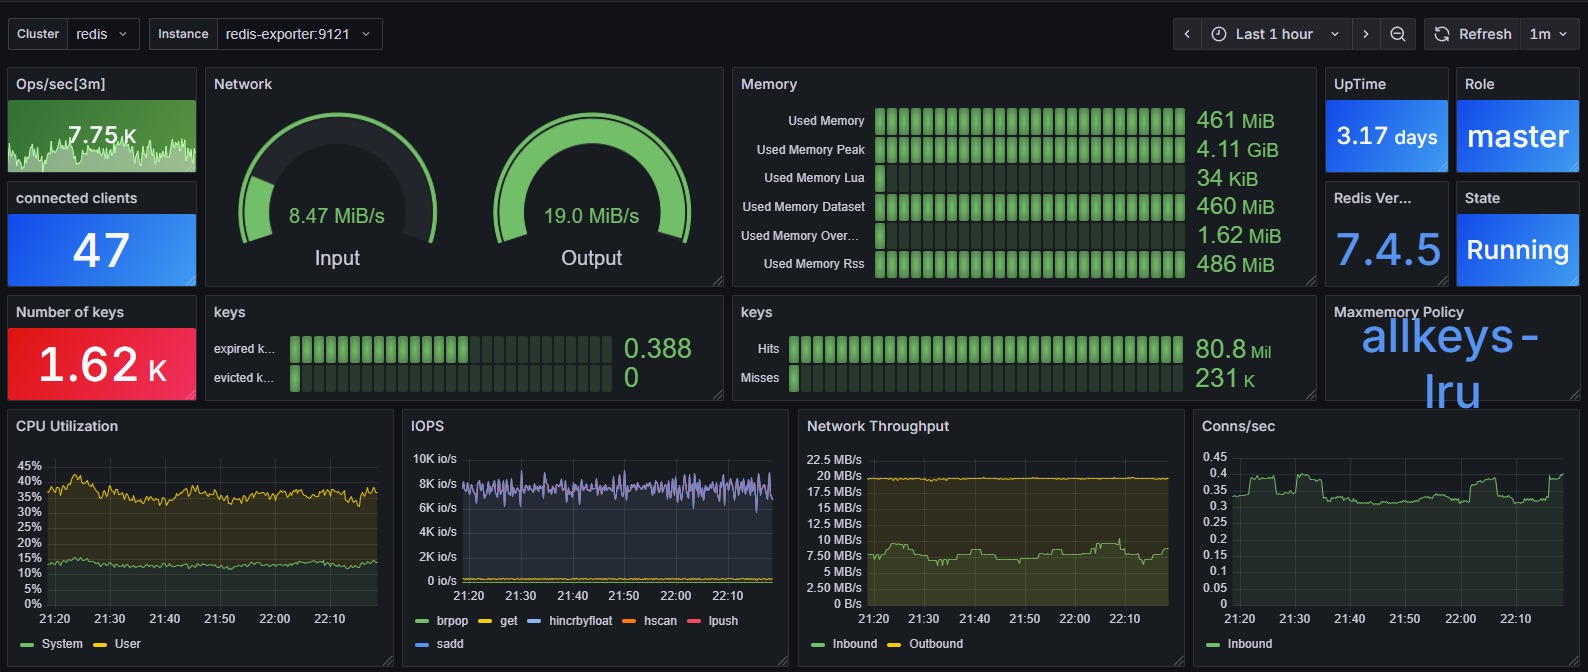 Cluster redis Instance redis-exporter:9121 Last 1 hour Refresh 1m
Ops/sec[3m]
7.75 K
connected clients
47
Number of keys
1.62 K
Network
8.47 MiB/s
Input
19.0 MiB/s
Output
Memory
Used Memory 461 MiB
Used Memory Peak 4.11 GiB
Used Memory Lua 34 KiB
Used Memory Dataset 460 MiB
Used Memory Over... 1.62 MiB
Used Memory Rss 486 MiB
UpTime
3.17 days
Role
master
Redis Ver...
7.4.5
State
Running
keys
expired k... 0.388
evicted k... 0
keys
Hits 80.8 Mil
Misses 231 K
Maxmemory Policy
allkeys-
lru
CPU Utilization
45%
40%
35%
30%
25%
20%
15%
10%
5%
0%
21:20 21:30 21:40 21:50 22:00 22:10
System User
IOPS
10K io/s
8K io/s
6K io/s
4K io/s
2K io/s
0 io/s
21:20 21:30 21:40 21:50 22:00 22:10
brpop get hincrbyfloat hscan lpush
sadd
Network Throughput
22.5 MB/s
20 MB/s
17.5 MB/s
15 MB/s
12.5 MB/s
10 MB/s
7.50 MB/s
5 MB/s
2.50 MB/s
0 B/s
21:20 21:30 21:40 21:50 22:00 22:10
Inbound Outbound
Conns/sec
0.45
0.4
0.35
0.3
0.25
0.2
0.15
0.1
0.05
0
21:20 21:30 21:40 21:50 22:00 22:10
Inbound